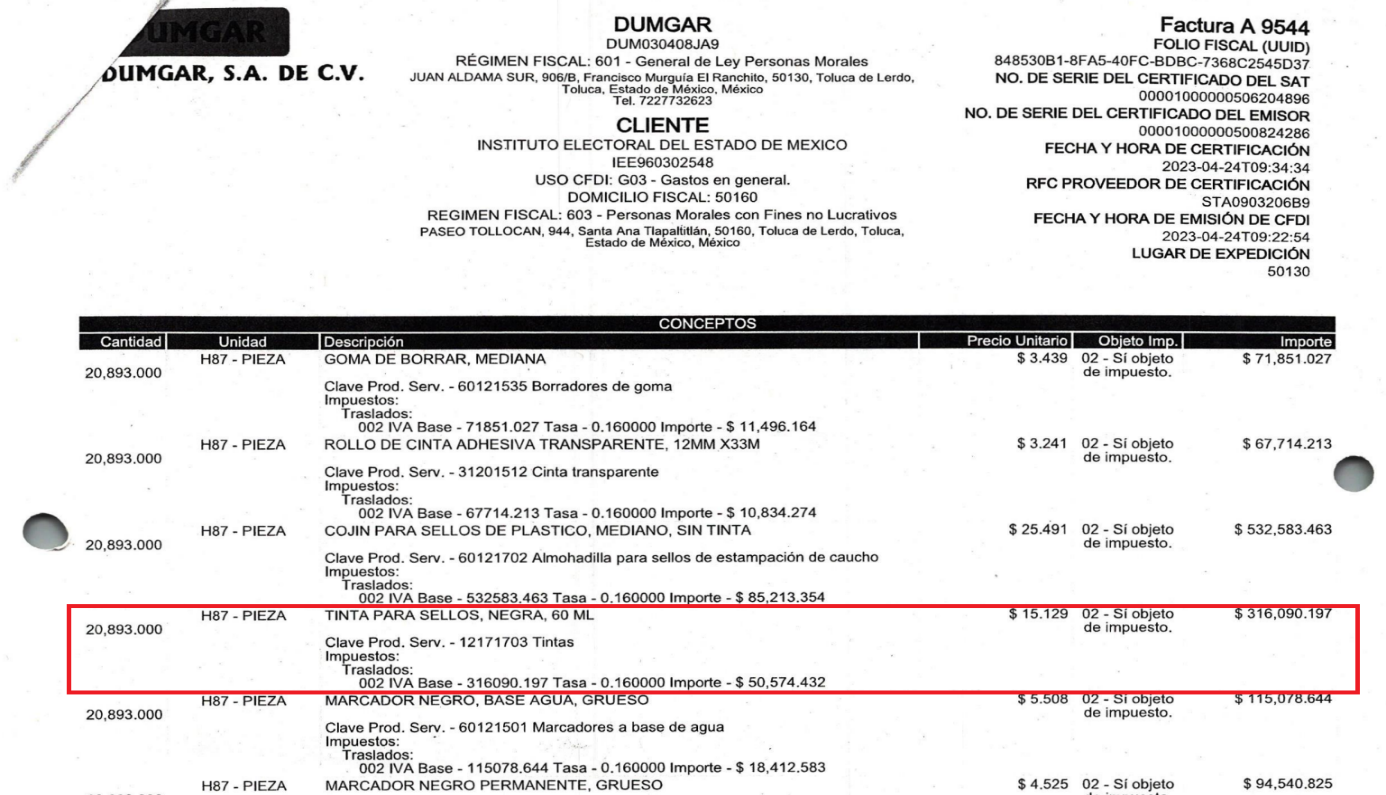 DUMGAR
DUMGAR, S.A. DE C.V.
DUMGAR
DUM030408JA9
RÉGIMEN FISCAL: 601 - General de Ley Personas Morales
JUAN ALDAMA SUR, 906/B, Francisco Murguía El Ranchito, 50130, Toluca de Lerdo,
Toluca, Estado de México, México
Tel. 7227732623
CLIENTE
INSTITUTO ELECTORAL DEL ESTADO DE MEXICO
IEE960302548
USO CFDI: G03 - Gastos en general.
DOMICILIO FISCAL: 50160
REGIMEN FISCAL: 603 - Personas Morales con Fines no Lucrativos
PASEO TOLLOCAN, 944, Santa Ana Tlapaltitlán, 50160, Toluca de Lerdo, Toluca,
Estado de México, México
Factura A 9544
FOLIO FISCAL (UUID)
848530B1-8FA5-40FC-BDBC-7368C2545D37
NO. DE SERIE DEL CERTIFICADO DEL SAT
00001000000506204896
NO. DE SERIE DEL CERTIFICADO DEL EMISOR
00001000000500824286
FECHA Y HORA DE CERTIFICACIÓN
2023-04-24T09:34:34
RFC PROVEEDOR DE CERTIFICACIÓN
STA0903206B9
FECHA Y HORA DE EMISIÓN DE CFDI
2023-04-24T09:22:54
LUGAR DE EXPEDICIÓN
50130
CONCEPTOS
Cantidad Unidad Descripción Precio Unitario Objeto Imp. Importe
H87 - PIEZA GOMA DE BORRAR, MEDIANA $ 3.439 02 - Sí objeto $ 71,851.027
20,893.000 de impuesto.
Clave Prod. Serv. - 60121535 Borradores de goma
Impuestos:
Traslados:
002 IVA Base - 71851.027 Tasa - 0.160000 Importe - $ 11,496.164
H87 - PIEZA ROLLO DE CINTA ADHESIVA TRANSPARENTE, 12MM X33M $ 3.241 02 - Sí objeto $ 67,714.213
20,893.000 de impuesto.
Clave Prod. Serv. - 31201512 Cinta transparente
Impuestos:
Traslados:
002 IVA Base - 67714.213 Tasa - 0.160000 Importe - $ 10,834.274
H87 - PIEZA COJIN PARA SELLOS DE PLASTICO, MEDIANO, SIN TINTA $ 25.491 02 - Sí objeto $ 532,583.463
20,893.000 de impuesto.
Clave Prod. Serv. - 60121702 Almohadilla para sellos de estampación de caucho
Impuestos:
Traslados:
002 IVA Base - 532583.463 Tasa - 0.160000 Importe - $ 85,213.354
H87 - PIEZA TINTA PARA SELLOS, NEGRA, 60 ML $ 15.129 02 - Sí objeto $ 316,090.197
20,893.000 de impuesto.
Clave Prod. Serv. - 12171703 Tintas
Impuestos:
Traslados:
002 IVA Base - 316090.197 Tasa - 0.160000 Importe - $ 50,574.432
H87 - PIEZA MARCADOR NEGRO, BASE AGUA, GRUESO $ 5.508 02 - Sí objeto $ 115,078.644
20,893.000 de impuesto.
Clave Prod. Serv. - 60121501 Marcadores a base de agua
Impuestos:
Traslados:
002 IVA Base - 115078.644 Tasa - 0.160000 Importe - $ 18,412.583
H87 - PIEZA MARCADOR NEGRO PERMANENTE, GRUESO $ 4.525 02 - Sí objeto $ 94,540.825